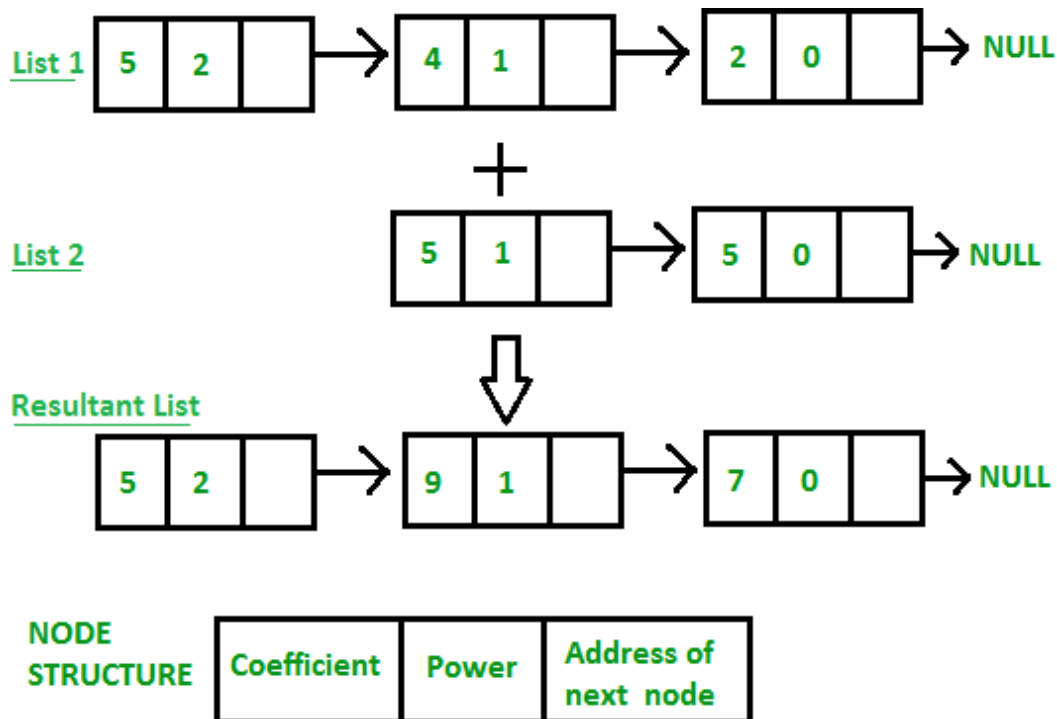 List 1 5 2 4 1 2 0 NULL
+
List 2 5 1 5 0 NULL
Resultant List
5 2 9 1 7 0 NULL
NODE STRUCTURE
Coefficient
Power
Address of
next node